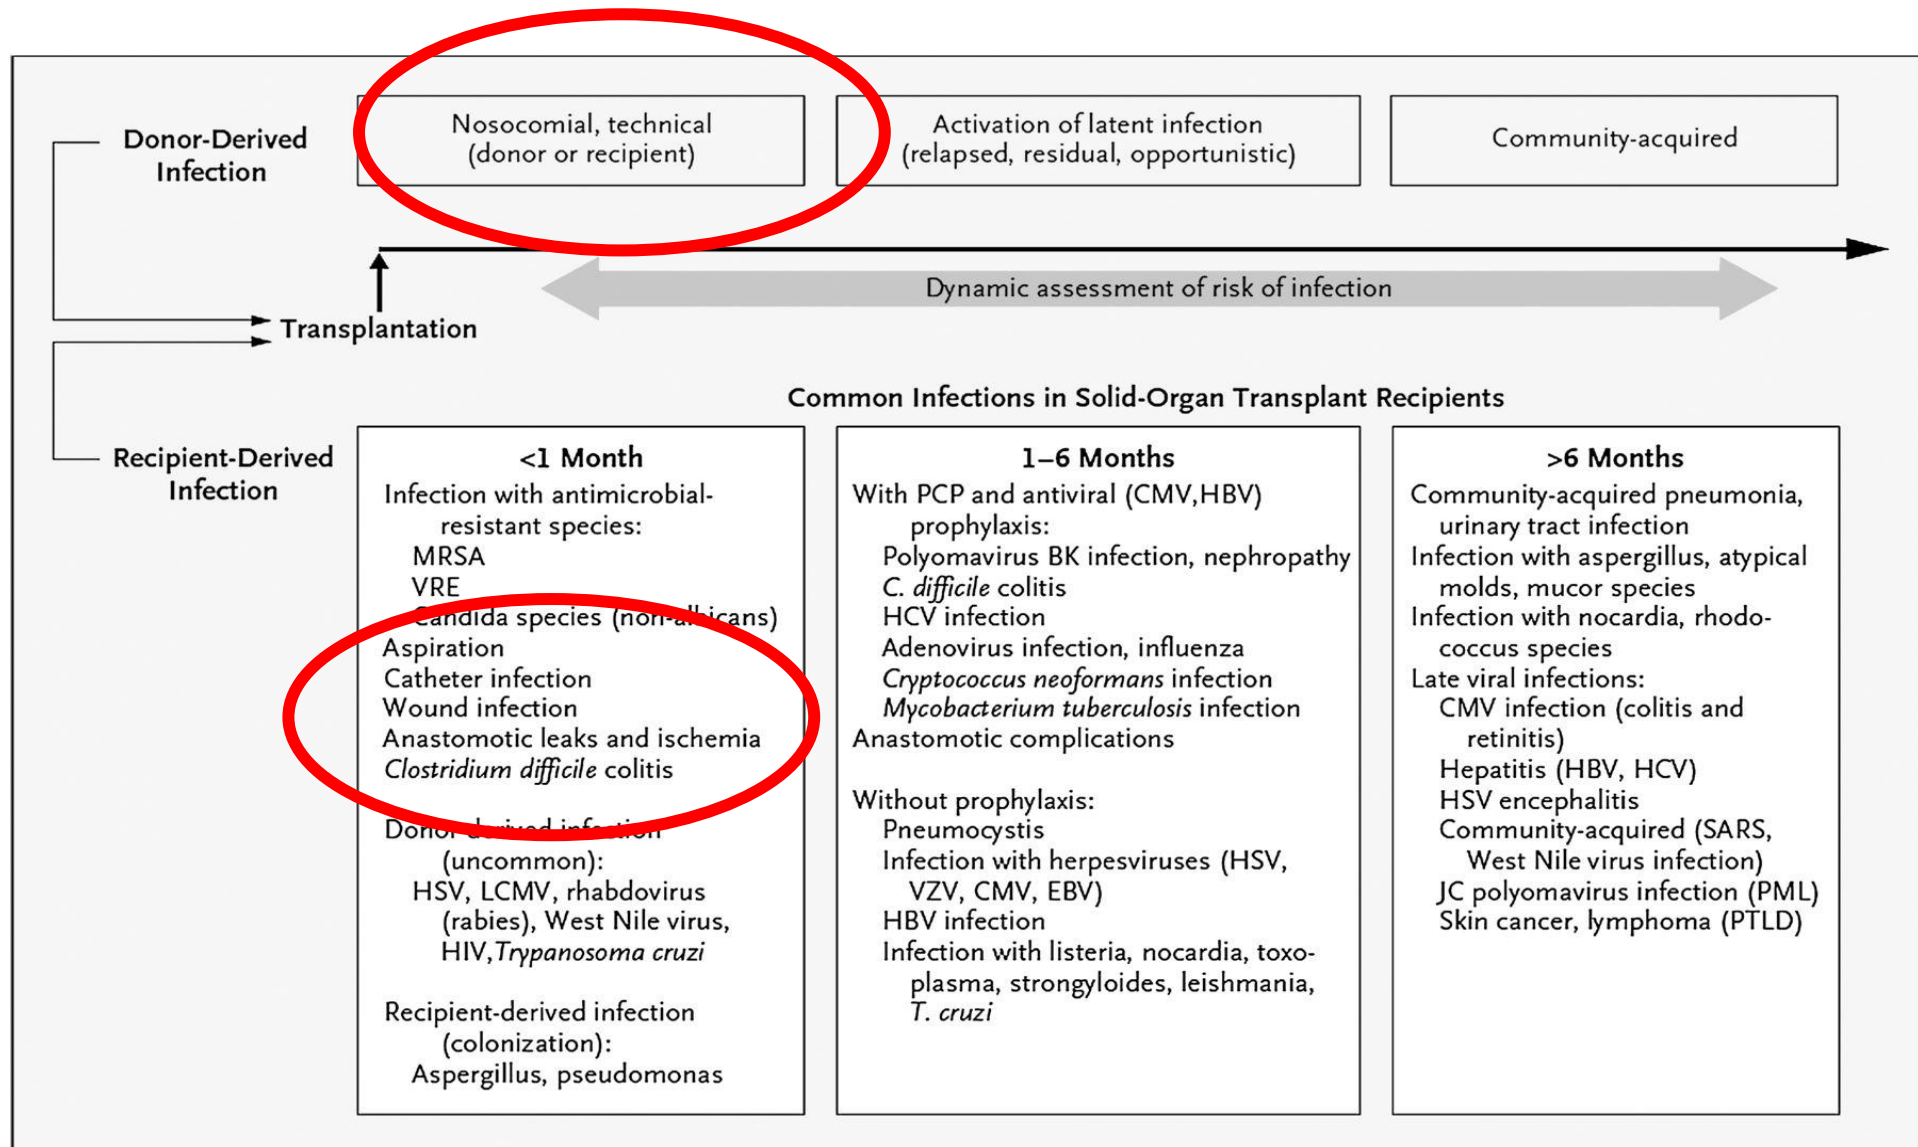 Donor-Derived
Infection
Nosocomial, technical
(donor or recipient)
Activation of latent infection
(relapsed, residual, opportunistic)
Community-acquired
Dynamic assessment of risk of infection
Transplantation
Common Infections in Solid-Organ Transplant Recipients
Recipient-Derived
Infection
<1 Month
Infection with antimicrobial-
resistant species:
MRSA
VRE
Candida species (non-albicans)
Aspiration
Catheter infection
Wound infection
Anastomotic leaks and ischemia
Clostridium difficile colitis
Donor-derived infection
(uncommon):
HSV, LCMV, rhabdovirus
(rabies), West Nile virus,
HIV, Trypanosoma cruzi
Recipient-derived infection
(colonization):
Aspergillus, pseudomonas
1–6 Months
With PCP and antiviral (CMV,HBV)
prophylaxis:
Polyomavirus BK infection, nephropathy
C. difficile colitis
HCV infection
Adenovirus infection, influenza
Cryptococcus neoformans infection
Mycobacterium tuberculosis infection
Anastomotic complications
Without prophylaxis:
Pneumocystis
Infection with herpesviruses (HSV,
VZV, CMV, EBV)
HBV infection
Infection with listeria, nocardia, toxo-
plasma, strongyloides, leishmania,
T. cruzi
>6 Months
Community-acquired pneumonia,
urinary tract infection
Infection with aspergillus, atypical
molds, mucor species
Infection with nocardia, rhodo-
coccus species
Late viral infections:
CMV infection (colitis and
retinitis)
Hepatitis (HBV, HCV)
HSV encephalitis
Community-acquired (SARS,
West Nile virus infection)
JC polyomavirus infection (PML)
Skin cancer, lymphoma (PTLD)